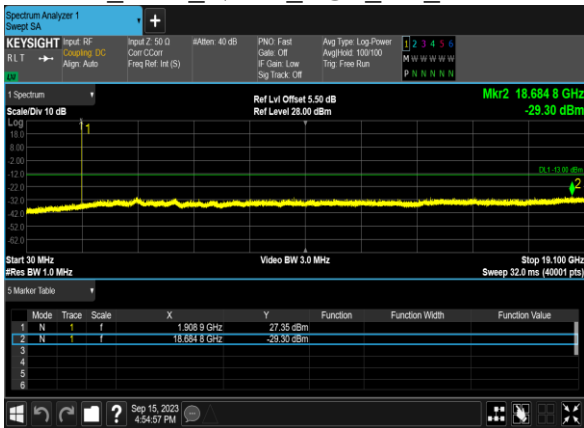 Spectrum Analyzer 1
Swept SA
+
KEYSIGHT Input: RF Input Z: 50 Ω #Atten: 40 dB PNO: Fast Avg Type: Log-Power 1 2 3 4 5 6
RLT Coupling: DC Corr CCorr Gate: Off Avg|Hold: 100/100 M W W W W W
Align: Auto Freq Ref: Int (S) IF Gain: Low Trig: Free Run
Sig Track: Off P N N N N N
LV
1 Spectrum Ref Lvl Offset 5.50 dB Mkr2 18.684 8 GHz
Scale/Div 10 dB Ref Level 28.00 dBm -29.30 dBm
Log
18.0 1
8.00
-2.00
-12.0 DL1 -13.00 dBm
-22.0 2
-32.0
-42.0
-52.0
-62.0
Start 30 MHz Video BW 3.0 MHz Stop 19.100 GHz
#Res BW 1.0 MHz Sweep 32.0 ms (40001 pts)
5 Marker Table
Mode Trace Scale X Y Function Function Width Function Value
1 N 1 f 1.908 9 GHz 27.35 dBm
2 N 1 f 18.684 8 GHz -29.30 dBm
3
4
5
6
? Sep 15, 2023
4:54:57 PM